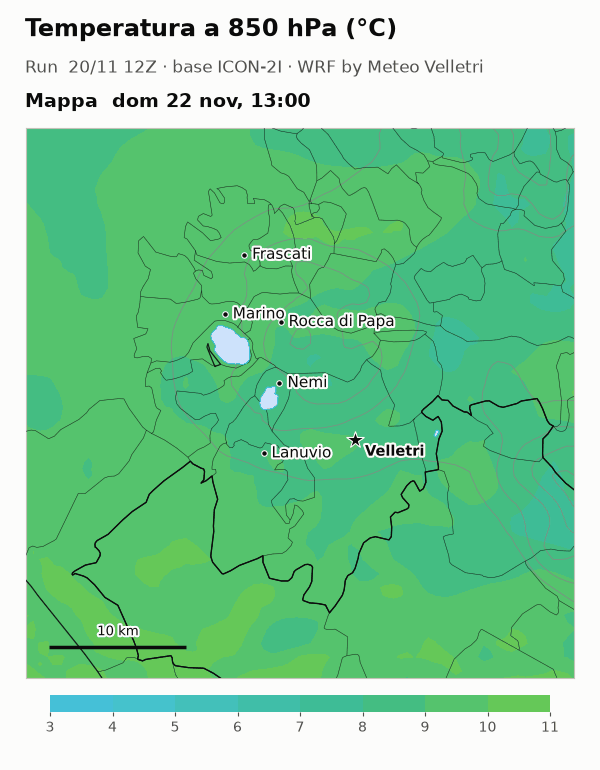 Temperatura a 850 hPa (°C)
Run  20/11 12Z · base ICON-2I · WRF by Meteo Velletri
Mappa  dom 22 nov, 13:00
Frascati
Marino
Rocca di Papa
Nemi
Velletri
Lanuvio
10 km
3 4 5 6 7 8 9 10 11